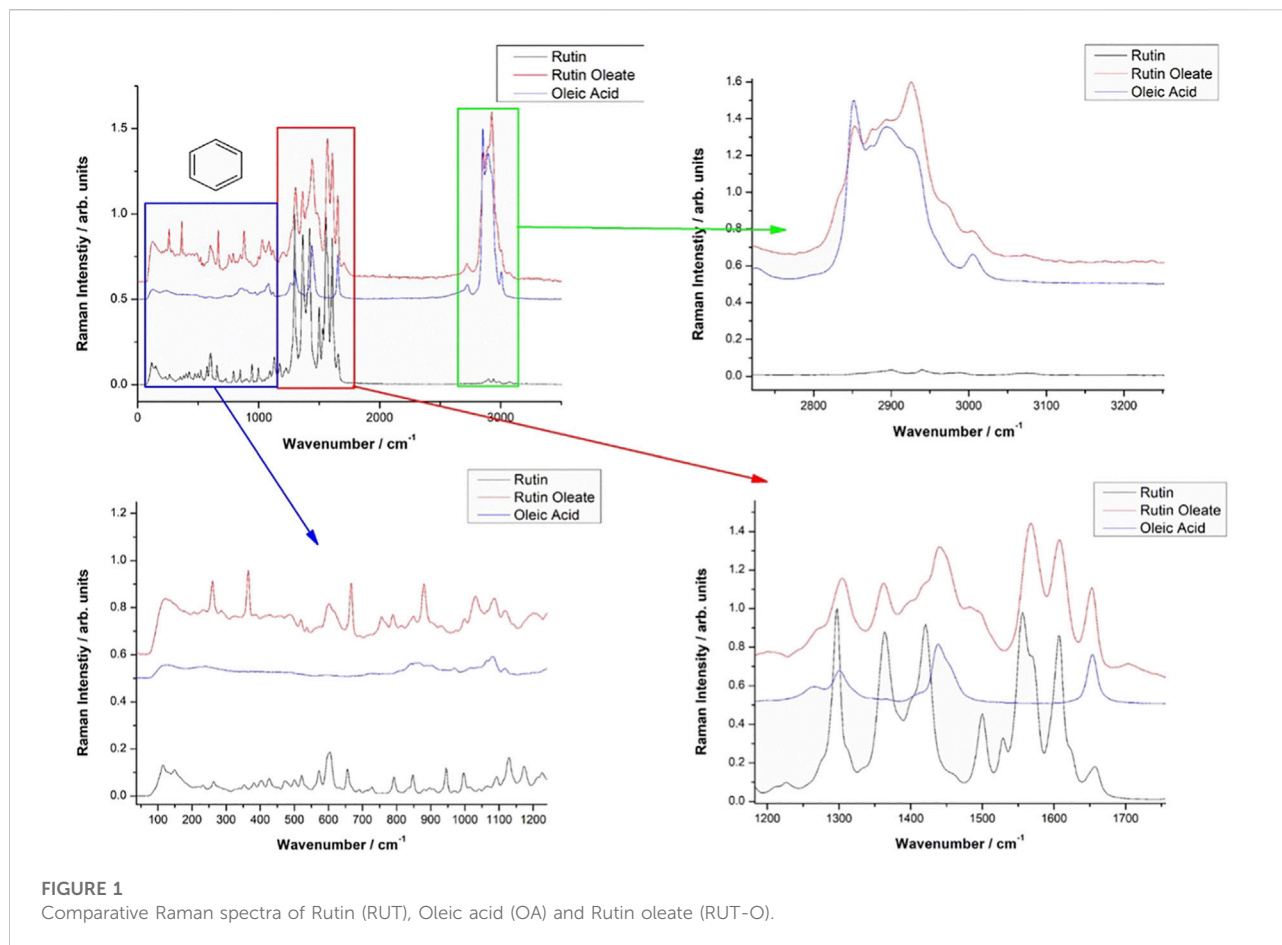 Rutin
Rutin Oleate
Oleic Acid
1.5
1.0
0.5
0.0
Raman Intenstiy / arb. units
0
1000
2000
3000
Wavenumber / cm-1
Rutin
Rutin Oleate
Oleic Acid
1.6
1.4
1.2
1.0
0.8
0.6
0.4
0.2
0.0
Raman Intenstiy / arb. units
2800
2900
3000
3100
3200
Wavenumber / cm-1
Rutin
Rutin Oleate
Oleic Acid
1.2
1.0
0.8
0.6
0.4
0.2
0.0
Raman Intenstiy / arb. units
100 200 300 400 500 600 700 800 900 1000 1100 1200
Wavenumber / cm-1
Rutin
Rutin Oleate
Oleic Acid
1.4
1.2
1.0
0.8
0.6
0.4
0.2
0.0
Raman Intensity / arb. units
1200 1300 1400 1500 1600 1700
Wavenumber / cm-1
FIGURE 1
Comparative Raman spectra of Rutin (RUT), Oleic acid (OA) and Rutin oleate (RUT-O).